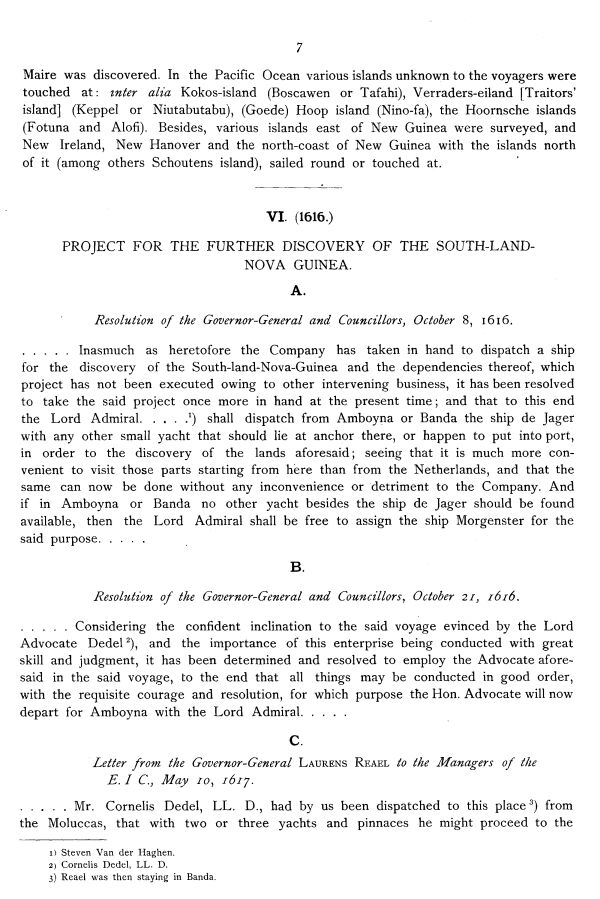 7
Maire was discovered. In the Pacific Ocean various islands unknown to the voyagers were
touched at: inter alia Kokos-island (Boscawen or Tafahi), Verraders-eiland [Traitors'
island] (Keppel or Niutabutabu), (Goede) Hoop island (Nino-fa), the Hoornsche islands
(Fotuna and Alofi). Besides, various islands east of New Guinea were surveyed, and
New Ireland, New Hanover and the north-coast of New Guinea with the islands north
of it (among others Schoutens island), sailed round or touched at.
VI. (1616.)
PROJECT FOR THE FURTHER DISCOVERY OF THE SOUTH-LAND-
NOVA GUINEA.
A.
Resolution of the Governor-General and Councillors, October 8, 1616.
. . . . . Inasmuch as heretofore the Company has taken in hand to dispatch a ship
for the discovery of the South-land-Nova-Guinea and the dependencies thereof, which
project has not been executed owing to other intervening business, it has been resolved
to take the said project once more in hand at the present time; and that to this end
the Lord Admiral. . . . .1) shall dispatch from Amboyna or Banda the ship de Jager
with any other small yacht that should lie at anchor there, or happen to put into port,
in order to the discovery of the lands aforesaid; seeing that it is much more con-
venient to visit those parts starting from here than from the Netherlands, and that the
same can now be done without any inconvenience or detriment to the Company. And
if in Amboyna or Banda no other yacht besides the ship de Jager should be found
available, then the Lord Admiral shall be free to assign the ship Morgenster for the
said purpose. . . . .
B.
Resolution of the Governor-General and Councillors, October 21, 1616.
. . . . . Considering the confident inclination to the said voyage evinced by the Lord
Advocate Dedel 2), and the importance of this enterprise being conducted with great
skill and judgment, it has been determined and resolved to employ the Advocate afore-
said in the said voyage, to the end that all things may be conducted in good order,
with the requisite courage and resolution, for which purpose the Hon. Advocate will now
depart for Amboyna with the Lord Admiral. . . . .
C.
Letter from the Governor-General LAURENS REAEL to the Managers of the
E. I C., May 10, 1617.
. . . . . Mr. Cornelis Dedel, LL. D., had by us been dispatched to this place 3) from
the Moluccas, that with two or three yachts and pinnaces he might proceed to the
1) Steven Van der Haghen.
2) Cornelis Dedel, LL. D.
3) Reael was then staying in Banda.